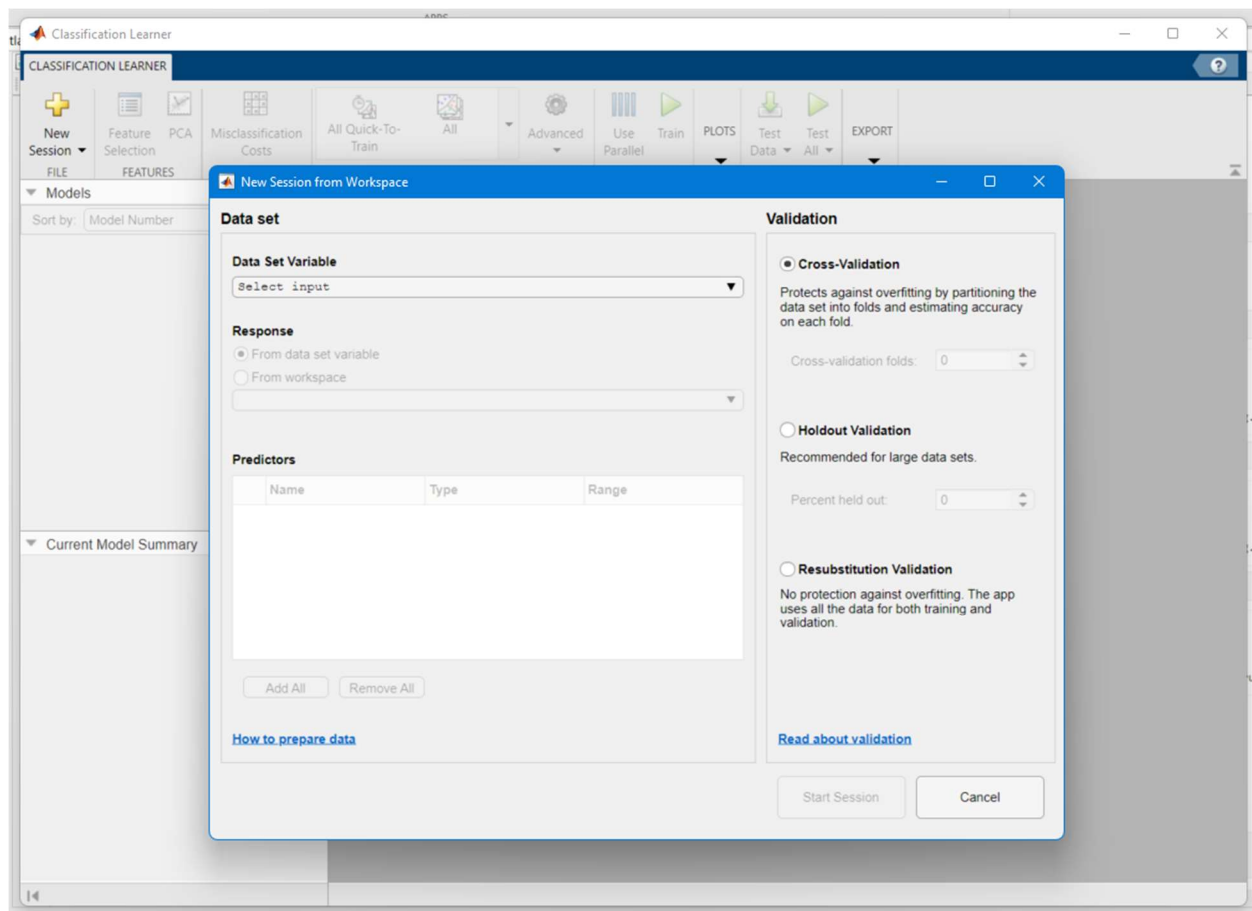 APPS
Classification Learner
CLASSIFICATION LEARNER
?
New
Session
Feature
Selection
PCA
Misclassification
Costs
All Quick-To-
Train
All
Advanced
Use
Parallel
Train
PLOTS
Test
Data
Test
All
EXPORT
FILE
FEATURES
Models
Sort by: Model Number
Current Model Summary
New Session from Workspace
Data set
Data Set Variable
Select input
Response
From data set variable
From workspace
Predictors
Name Type Range
Add All Remove All
How to prepare data
Validation
Cross-Validation
Protects against overfitting by partitioning the
data set into folds and estimating accuracy
on each fold.
Cross-validation folds: 0
Holdout Validation
Recommended for large data sets.
Percent held out: 0
Resubstitution Validation
No protection against overfitting. The app
uses all the data for both training and
validation.
Read about validation
Start Session Cancel